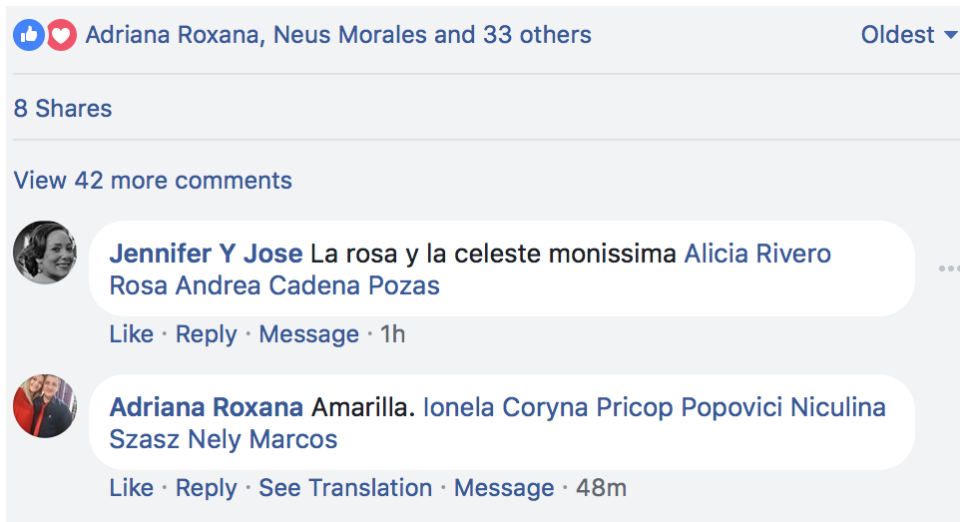 Adriana Roxana, Neus Morales and 33 others Oldest
8 Shares
View 42 more comments
Jennifer Y Jose La rosa y la celeste monissima Alicia Rivero
Rosa Andrea Cadena Pozas
Like · Reply · Message · 1h
Adriana Roxana Amarilla. Ionela Coryna Pricop Popovici Niculina
Szasz Nely Marcos
Like · Reply · See Translation · Message · 48m